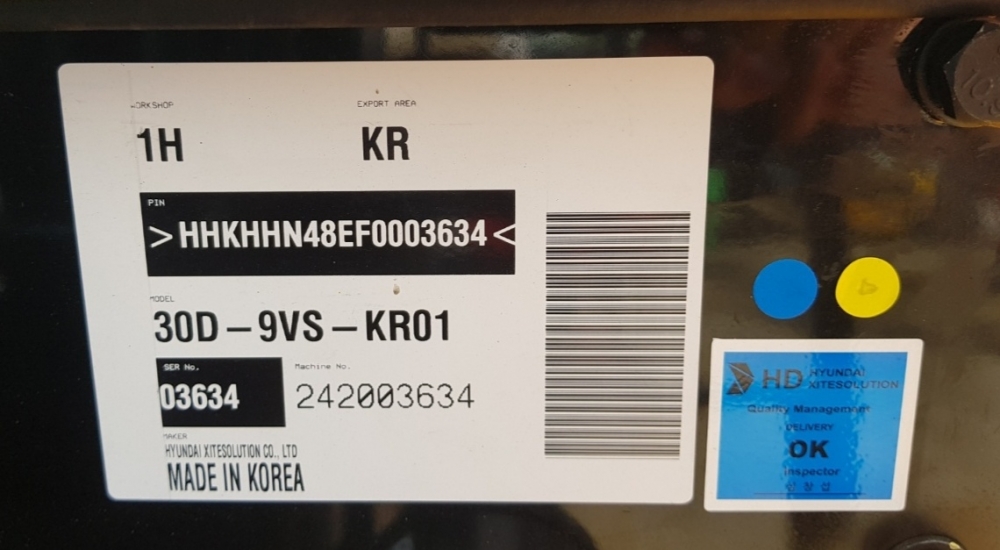 WORKSHOP EXPORT AREA
1H KR
PIN
>HHKHHN48EF0003634<
MODEL
30D-9VS-KR01
SER No. Machine No.
03634 242003634
MAKER
HYUNDAI XITESOLUTION CO., LTD
MADE IN KOREA
HD HYUNDAI
XITESOLUTION
Quality Management
DELIVERY
OK
Inspector